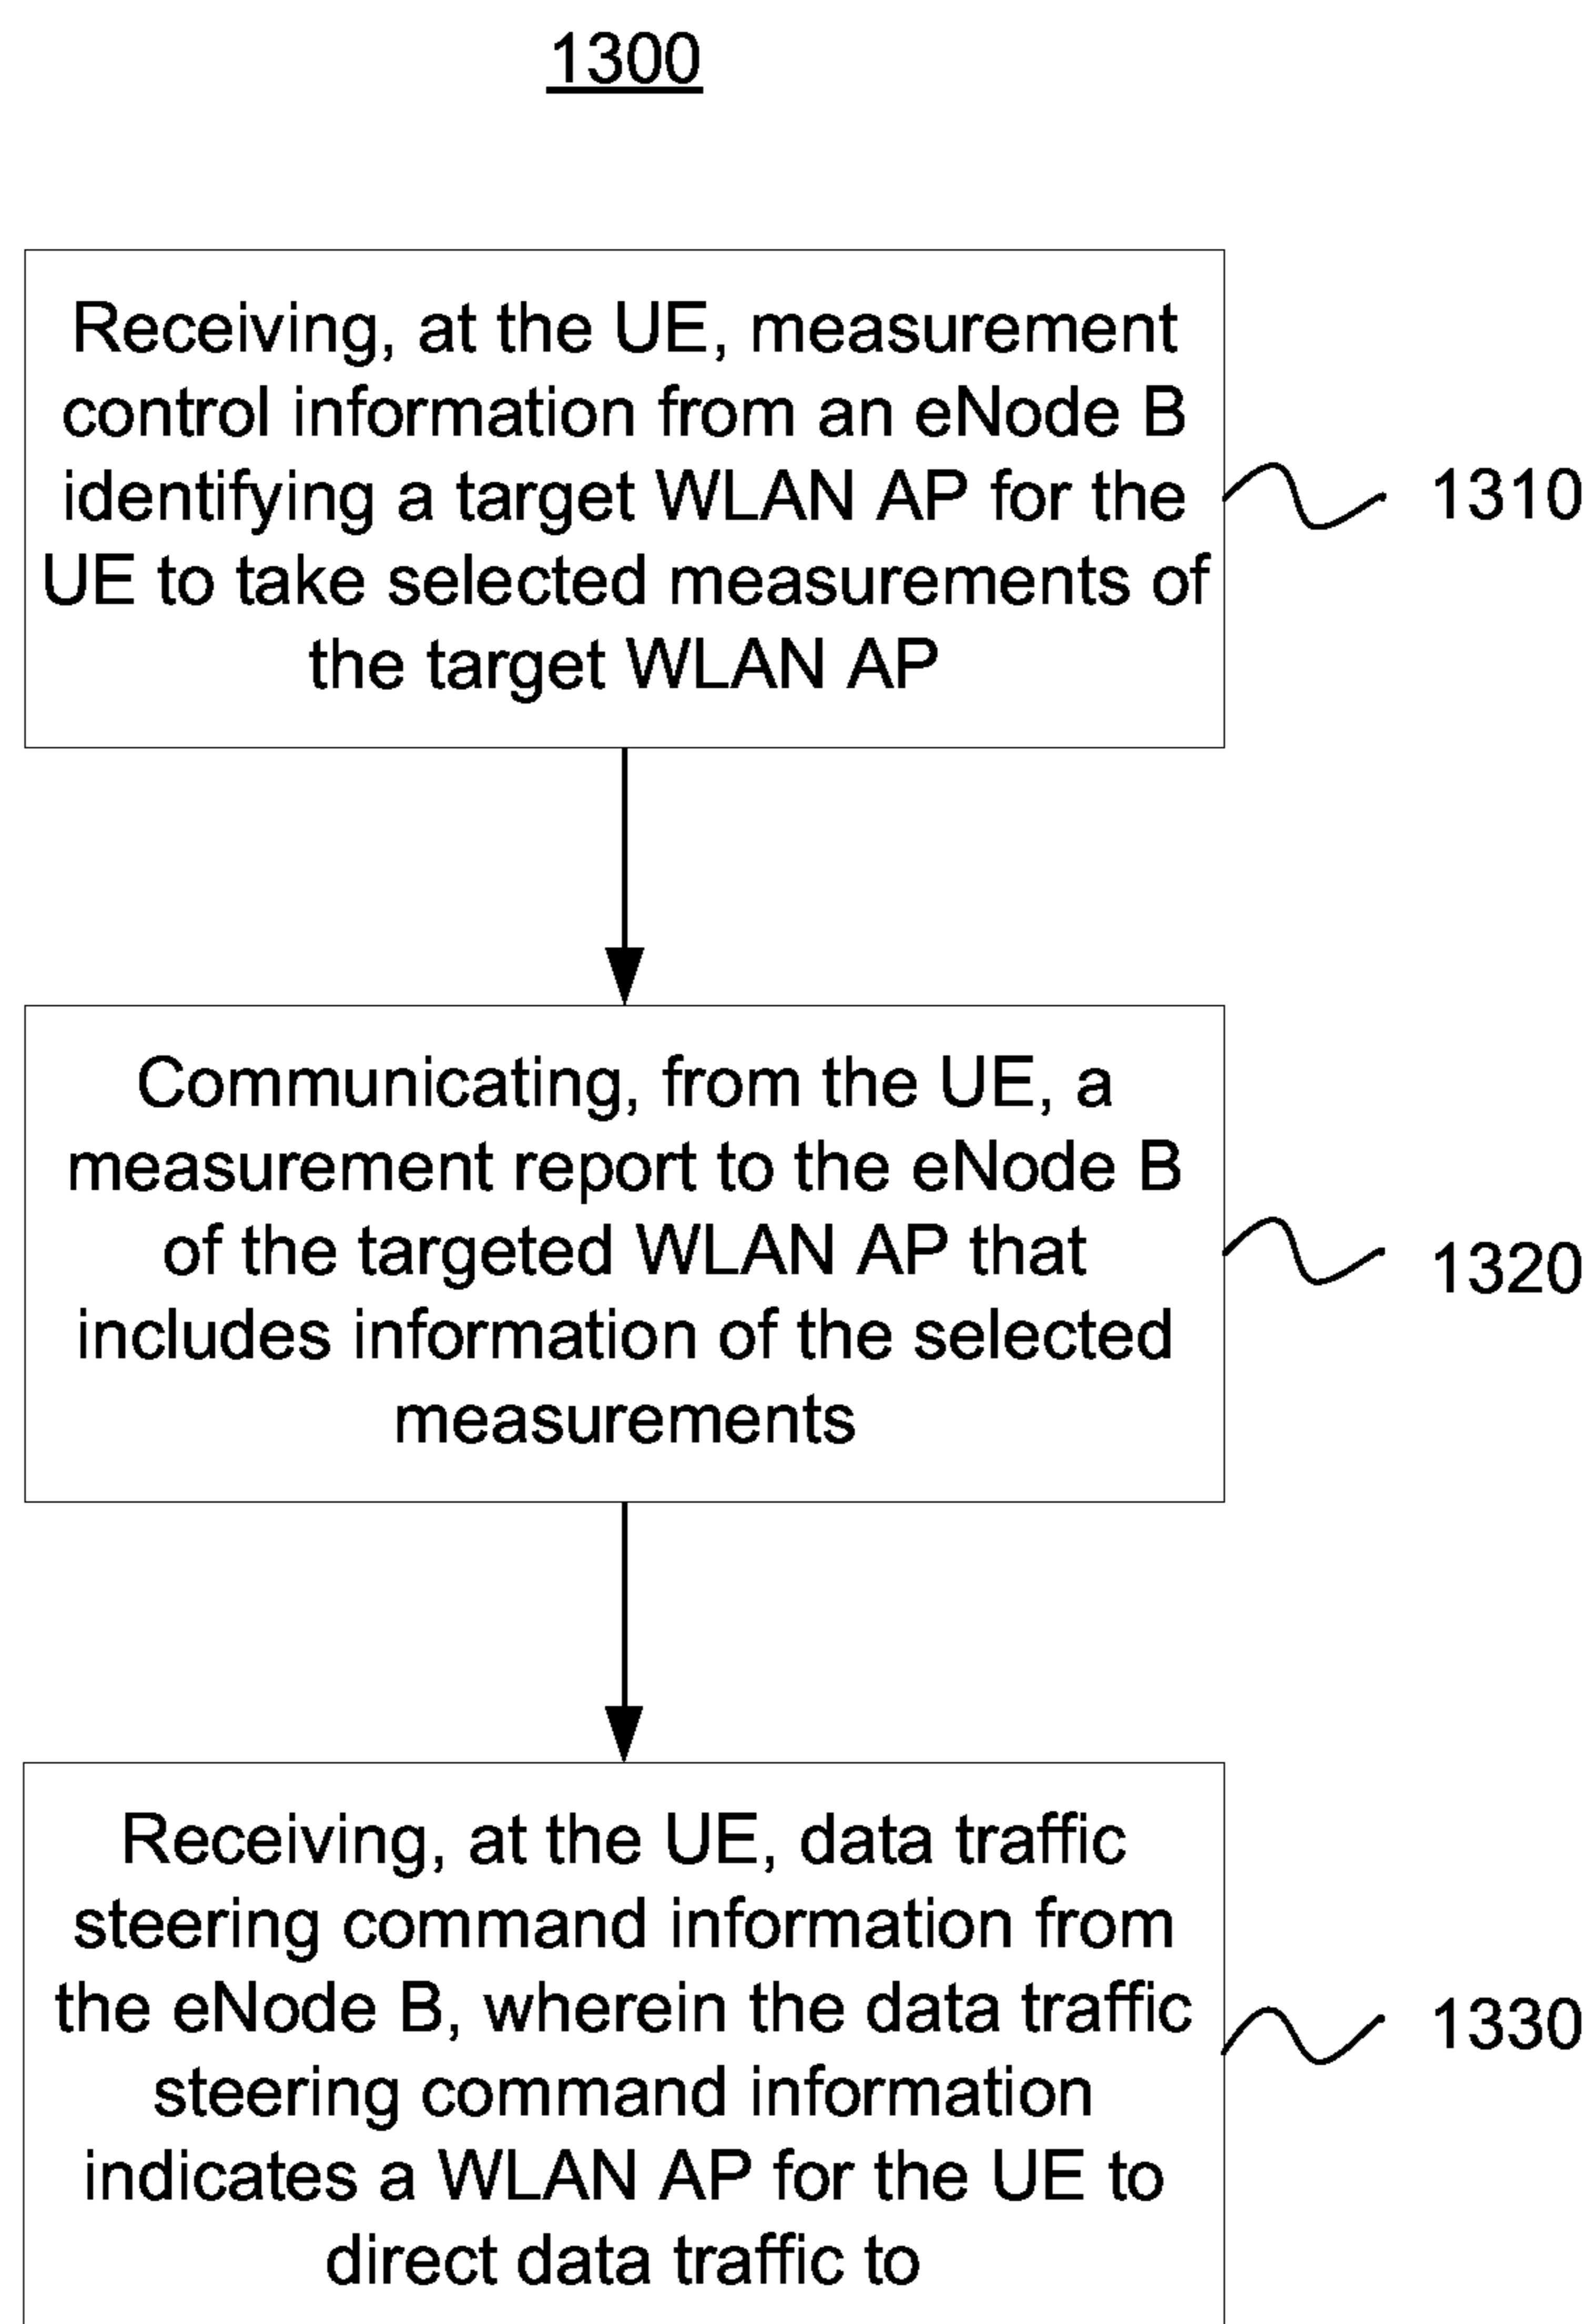 1300
Receiving, at the UE, measurement
control information from an eNode B
identifying a target WLAN AP for the
UE to take selected measurements of
the target WLAN AP
1310
Communicating, from the UE, a
measurement report to the eNode B
of the targeted WLAN AP that
includes information of the selected
measurements
1320
Receiving, at the UE, data traffic
steering command information from
the eNode B, wherein the data traffic
steering command information
indicates a WLAN AP for the UE to
direct data traffic to
1330